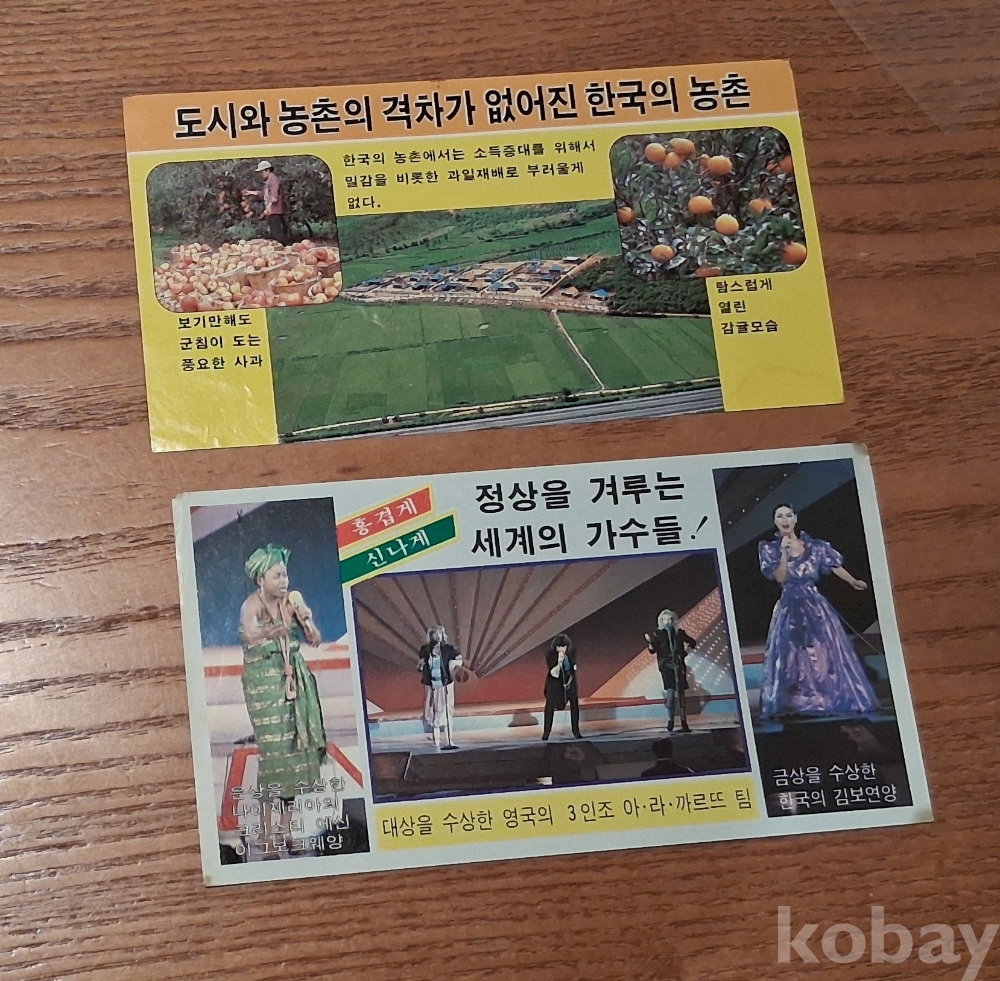 도시와 농촌의 격차가 없어진 한국의 농촌
한국의 농촌에서는 소득증대를 위해서
밀감을 비롯한 과일재배로 부러울게
없다.
보기만해도
군침이 도는
풍요한 사과
탐스럽게
열린
감귤모습
흥겹게
신나게
정상을 겨루는
세계의 가수들!
은상을 수상한
나이지리아의
크리스티 에신
이그보크웨양
대상을 수상한 영국의 3인조 아·라·까르뜨 팀
금상을 수상한
한국의 김보연양
kobay